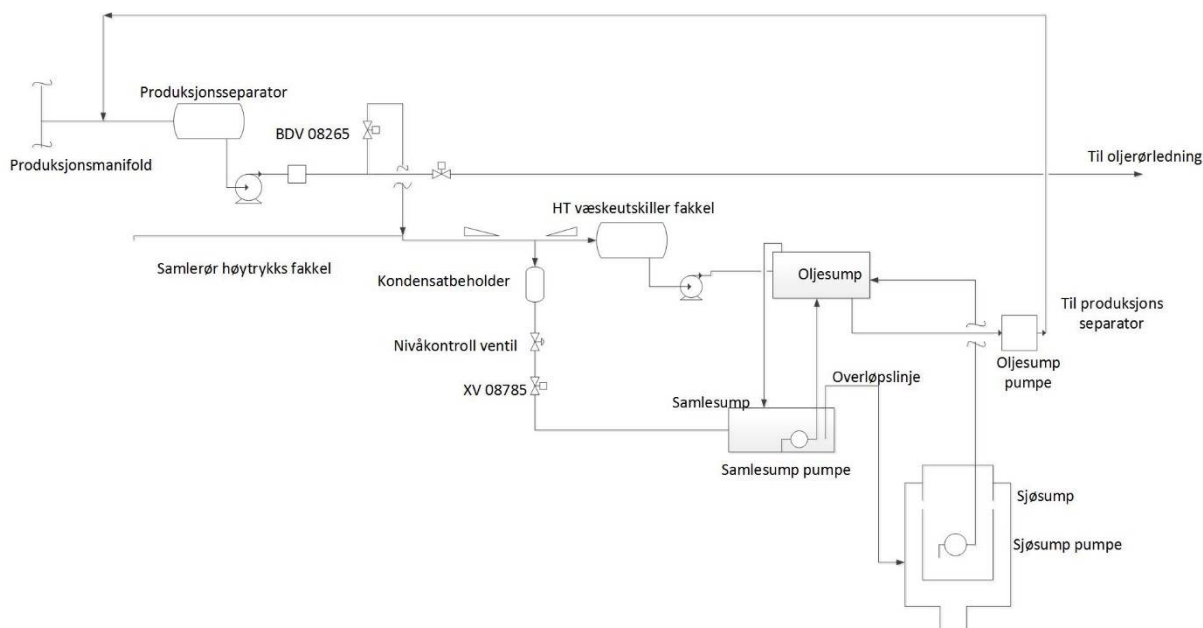 Produksjonsseparator
BDV 08265
Produksjonsmanifold
Til oljerørledning
HT væskeutskiller fakkel
Samlerør høytrykks fakkel
Kondensatbeholder
Oljesump
Til produksjons
separator
Nivåkontroll ventil
Oljesump
pumpe
XV 08785
Overløpslinje
Samlesump
Samlesump pumpe
Sjøsump
Sjøsump pumpe